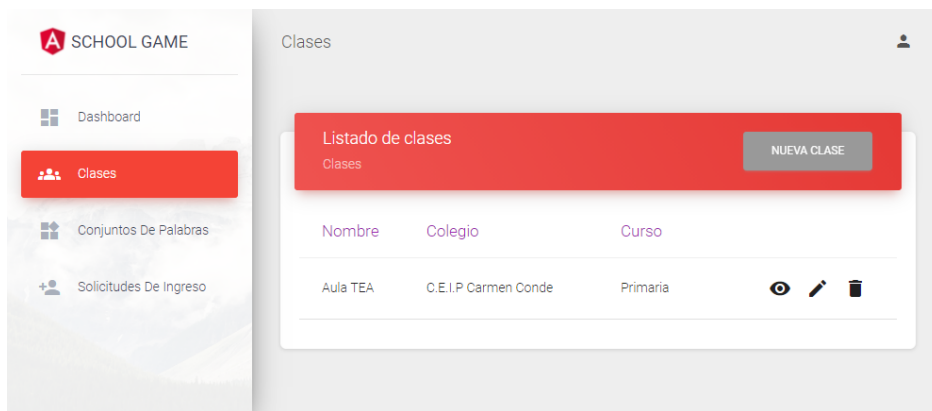 SCHOOL GAME
Dashboard
Clases
Conjuntos De Palabras
Solicitudes De Ingreso
Clases
Listado de clases
Clases
NUEVA CLASE
Nombre Colegio Curso
Aula TEA C.E.I.P Carmen Conde Primaria